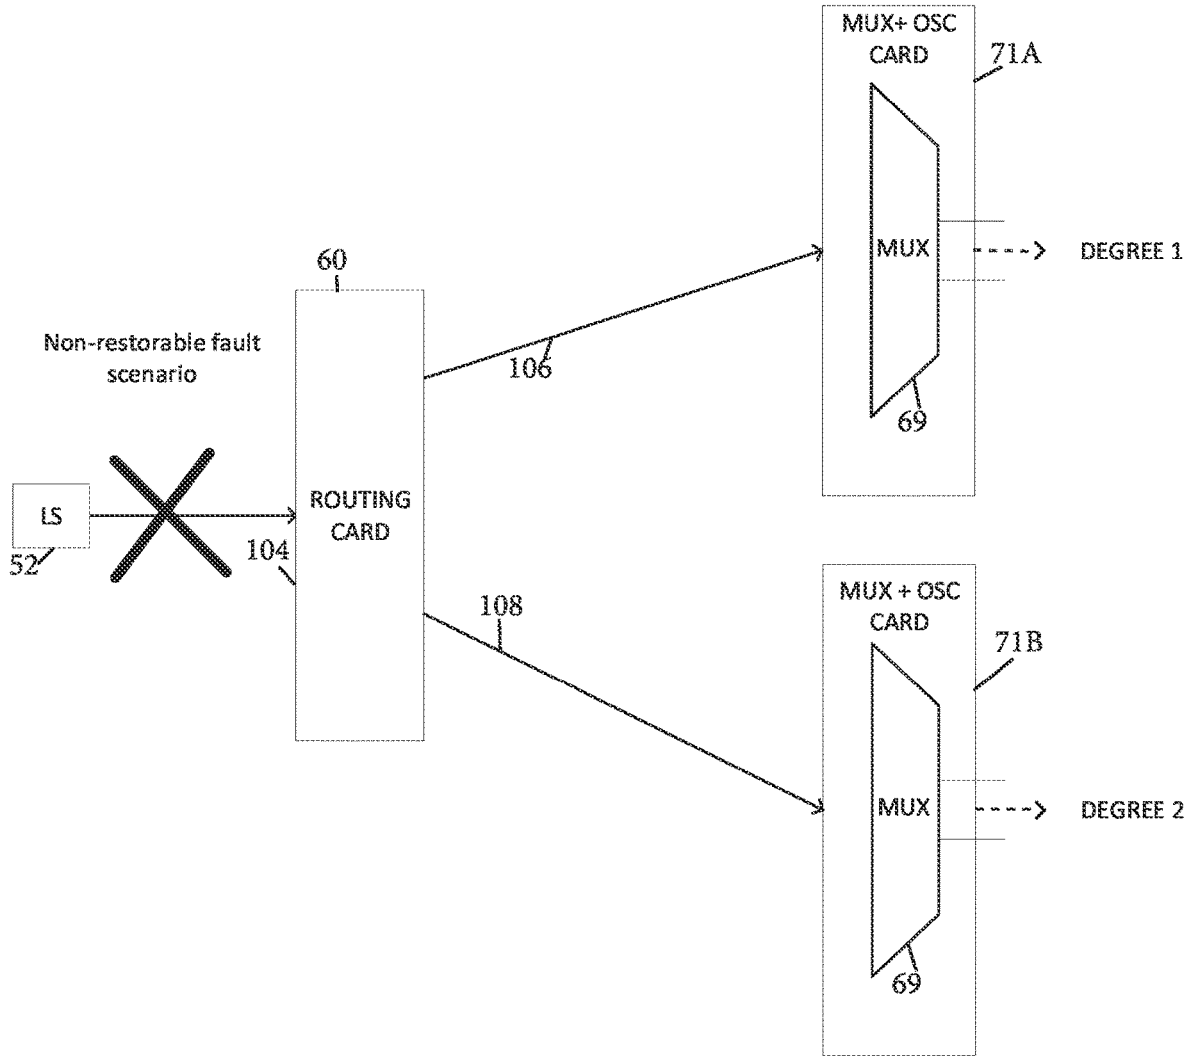 MUX+ OSC
CARD
71A
MUX
DEGREE 1
69
60
106
Non-restorable fault
scenario
LS
52
104
ROUTING
CARD
108
MUX + OSC
CARD
71B
MUX
DEGREE 2
69